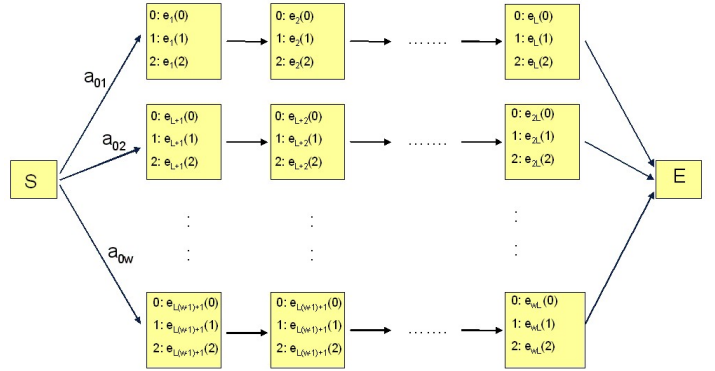 0: e1(0)
1: e1(1)
2: e1(2)
0: e2(0)
1: e2(1)
2: e2(2)
.......
0: eL(0)
1: eL(1)
2: eL(2)
a01
0: eL+1(0)
1: eL+1(1)
2: eL+1(2)
0: eL+2(0)
1: eL+2(1)
2: eL+2(2)
.......
0: e2L(0)
1: e2L(1)
2: e2L(2)
a02
S
E
a0w
0: eL(w-1)+1(0)
1: eL(w-1)+1(1)
2: eL(w-1)+1(2)
0: eL(w-1)+1(0)
1: eL(w-1)+1(1)
2: eL(w-1)+1(2)
.......
0: ewL(0)
1: ewL(1)
2: ewL(2)